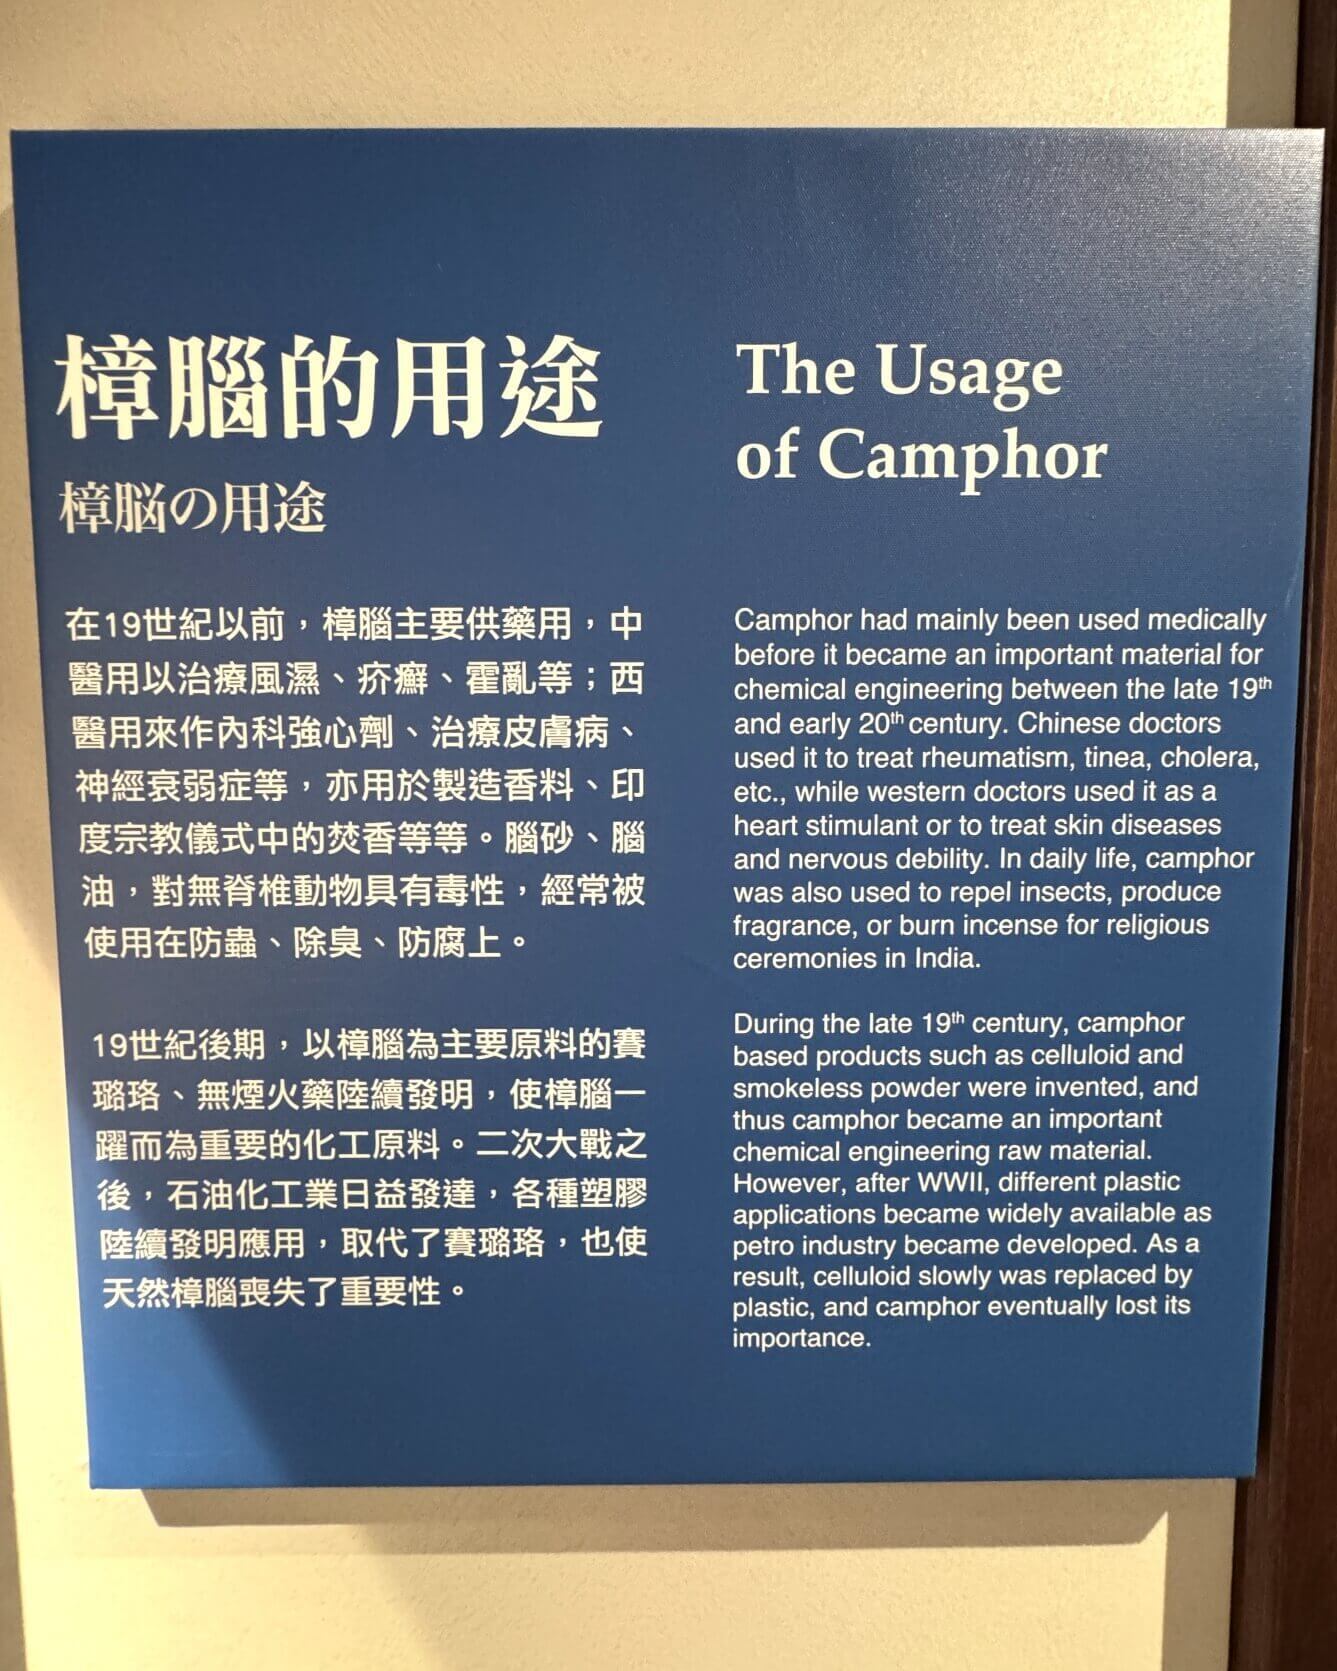 樟腦的用途
樟脳の用途
在19世紀以前，樟腦主要供藥用，中
醫用以治療風濕、疥癬、霍亂等；西
醫用來作內科強心劑、治療皮膚病、
神經衰弱症等，亦用於製造香料、印
度宗教儀式中的焚香等等。腦砂、腦
油，對無脊椎動物具有毒性，經常被
使用在防蟲、除臭、防腐上。
19世紀後期，以樟腦為主要原料的賽
璐珞、無煙火藥陸續發明，使樟腦一
躍而為重要的化工原料。二次大戰之
後，石油化工業日益發達，各種塑膠
陸續發明應用，取代了賽璐珞，也使
天然樟腦喪失了重要性。
The Usage
of Camphor
Camphor had mainly been used medically
before it became an important material for
chemical engineering between the late 19th
and early 20th century. Chinese doctors
used it to treat rheumatism, tinea, cholera,
etc., while western doctors used it as a
heart stimulant or to treat skin diseases
and nervous debility. In daily life, camphor
was also used to repel insects, produce
fragrance, or burn incense for religious
ceremonies in India.
During the late 19th century, camphor
based products such as celluloid and
smokeless powder were invented, and
thus camphor became an important
chemical engineering raw material.
However, after WWII, different plastic
applications became widely available as
petro industry became developed. As a
result, celluloid slowly was replaced by
plastic, and camphor eventually lost its
importance.